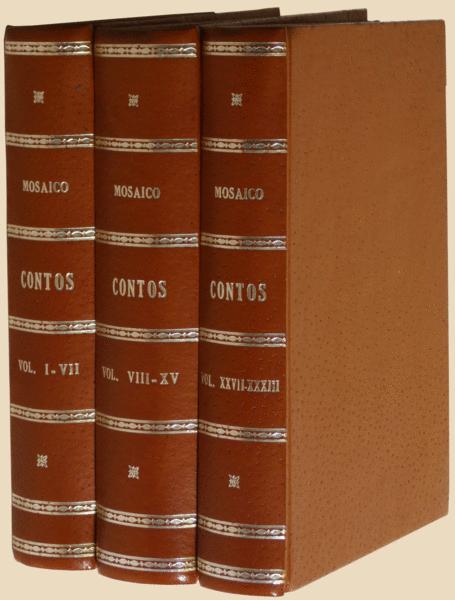 MOSAICO
CONTOS
VOL. I-VII
MOSAICO
CONTOS
VOL. VIII-XV
MOSAICO
CONTOS
VOL. XXVII-XXXIII